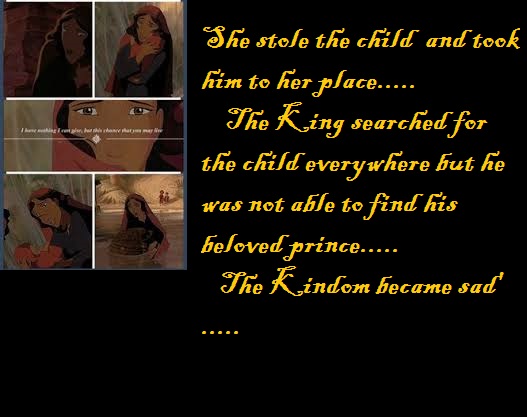 I have nothing I can give, but this chance that you may live
She stole the child and took
him to her place.....
The King searched for
the child everywhere but he
was not able to find his
beloved prince.....
The Kindom became sad'
.....